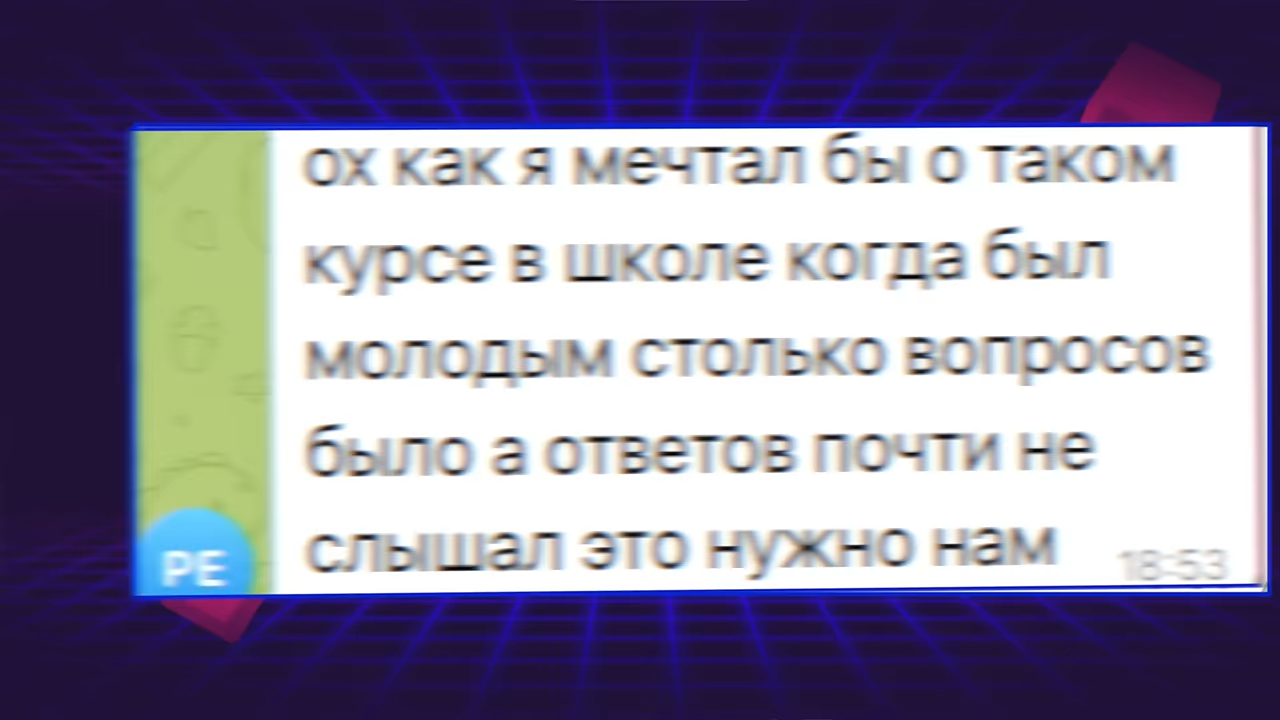 ох как я мечтал бы о таком
курсе в школе когда был
молодым столько вопросов
было а ответов почти не
слышал это нужно нам
18:53
PE